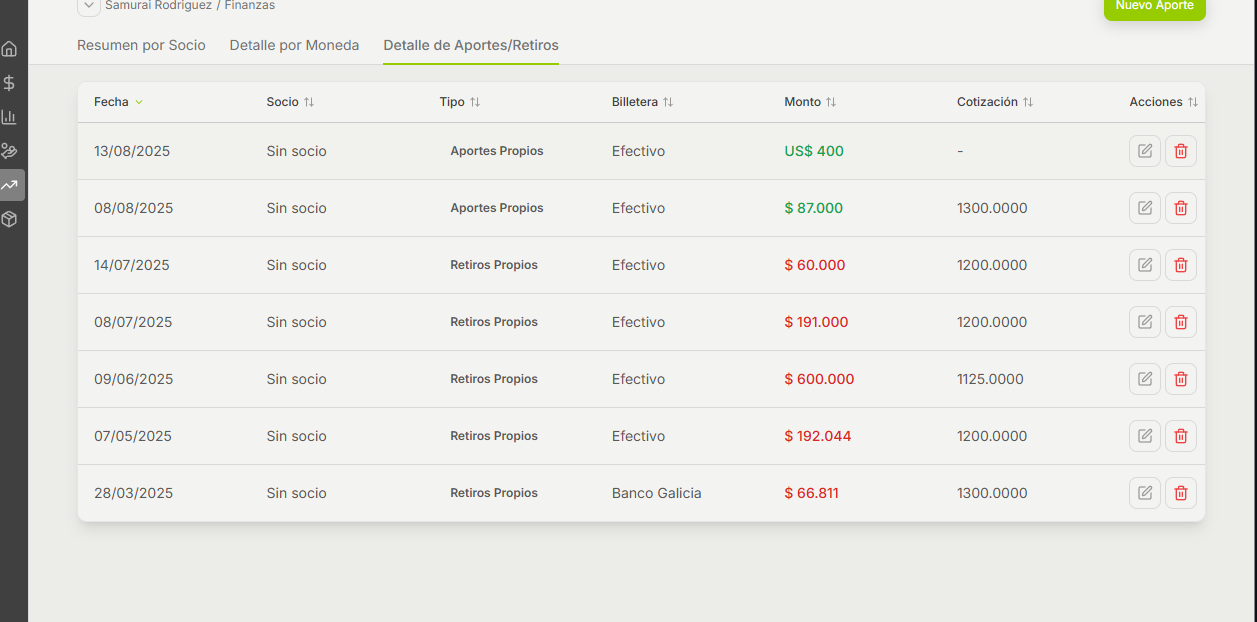 Samurai Rodriguez / Finanzas
Nuevo Aporte
Resumen por Socio Detalle por Moneda Detalle de Aportes/Retiros
Fecha Socio Tipo Billetera Monto Cotización Acciones
13/08/2025 Sin socio Aportes Propios Efectivo US$ 400 -
08/08/2025 Sin socio Aportes Propios Efectivo $ 87.000 1300.0000
14/07/2025 Sin socio Retiros Propios Efectivo $ 60.000 1200.0000
08/07/2025 Sin socio Retiros Propios Efectivo $ 191.000 1200.0000
09/06/2025 Sin socio Retiros Propios Efectivo $ 600.000 1125.0000
07/05/2025 Sin socio Retiros Propios Efectivo $ 192.044 1200.0000
28/03/2025 Sin socio Retiros Propios Banco Galicia $ 66.811 1300.0000